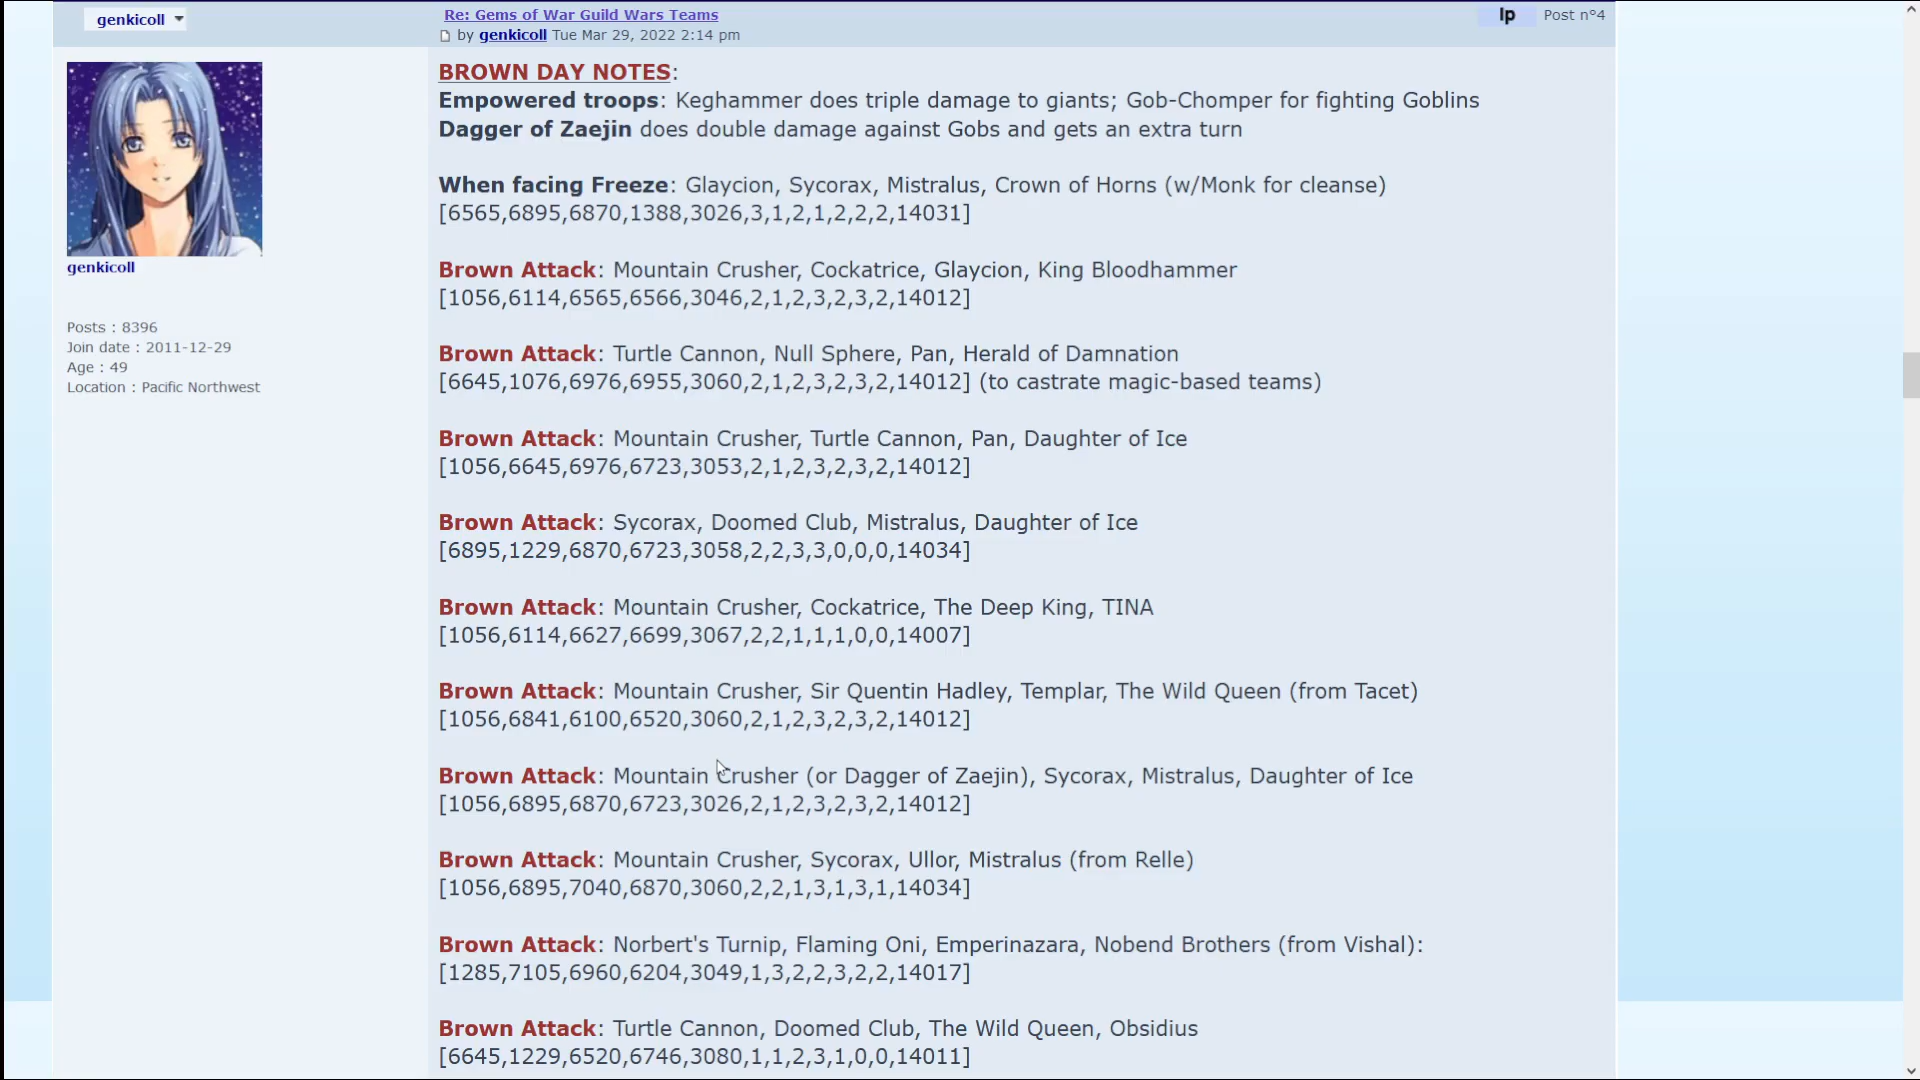 genkicoll
Re: Gems of War Guild Wars Teams
Ip
Post n°4
by genkicoll Tue Mar 29, 2022 2:14 pm
genkicoll
Posts : 8396
Join date : 2011-12-29
Age : 49
Location : Pacific Northwest
BROWN DAY NOTES:
Empowered troops: Keghammer does triple damage to giants; Gob-Chomper for fighting Goblins
Dagger of Zaejin does double damage against Gobs and gets an extra turn
When facing Freeze: Glaycion, Sycorax, Mistralus, Crown of Horns (w/Monk for cleanse)
[6565,6895,6870,1388,3026,3,1,2,1,2,2,2,14031]
Brown Attack: Mountain Crusher, Cockatrice, Glaycion, King Bloodhammer
[1056,6114,6565,6566,3046,2,1,2,3,2,3,2,14012]
Brown Attack: Turtle Cannon, Null Sphere, Pan, Herald of Damnation
[6645,1076,6976,6955,3060,2,1,2,3,2,3,2,14012] (to castrate magic-based teams)
Brown Attack: Mountain Crusher, Turtle Cannon, Pan, Daughter of Ice
[1056,6645,6976,6723,3053,2,1,2,3,2,3,2,14012]
Brown Attack: Sycorax, Doomed Club, Mistralus, Daughter of Ice
[6895,1229,6870,6723,3058,2,2,3,3,0,0,0,14034]
Brown Attack: Mountain Crusher, Cockatrice, The Deep King, TINA
[1056,6114,6627,6699,3067,2,2,1,1,1,0,0,14007]
Brown Attack: Mountain Crusher, Sir Quentin Hadley, Templar, The Wild Queen (from Tacet)
[1056,6841,6100,6520,3060,2,1,2,3,2,3,2,14012]
Brown Attack: Mountain Crusher (or Dagger of Zaejin), Sycorax, Mistralus, Daughter of Ice
[1056,6895,6870,6723,3026,2,1,2,3,2,3,2,14012]
Brown Attack: Mountain Crusher, Sycorax, Ullor, Mistralus (from Relle)
[1056,6895,7040,6870,3060,2,2,1,3,1,3,1,14034]
Brown Attack: Norbert's Turnip, Flaming Oni, Emperinazara, Nobend Brothers (from Vishal):
[1285,7105,6960,6204,3049,1,3,2,2,3,2,2,14017]
Brown Attack: Turtle Cannon, Doomed Club, The Wild Queen, Obsidius
[6645,1229,6520,6746,3080,1,1,2,3,1,0,0,14011]